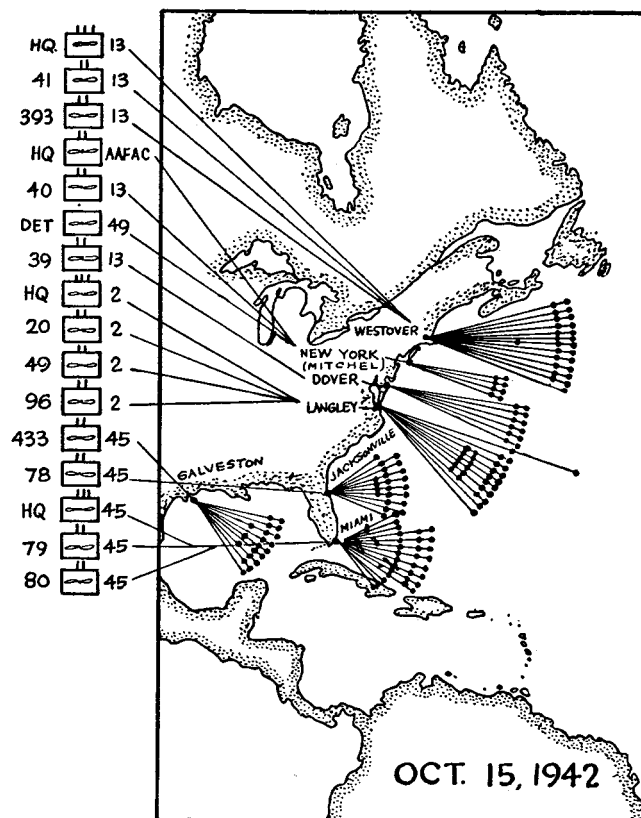 HQ. 13
41 13
393 13
HQ AAFAC
40 13
DET 49
39 13
HQ 2
20 2
49 2
96 2
433 45
78 45
HQ 45
79 45
80 45
WESTOVER
NEW YORK
(MITCHEL)
DOVER
LANGLEY
GALVESTON
JACKSONVILLE
MIAMI
OCT. 15, 1942